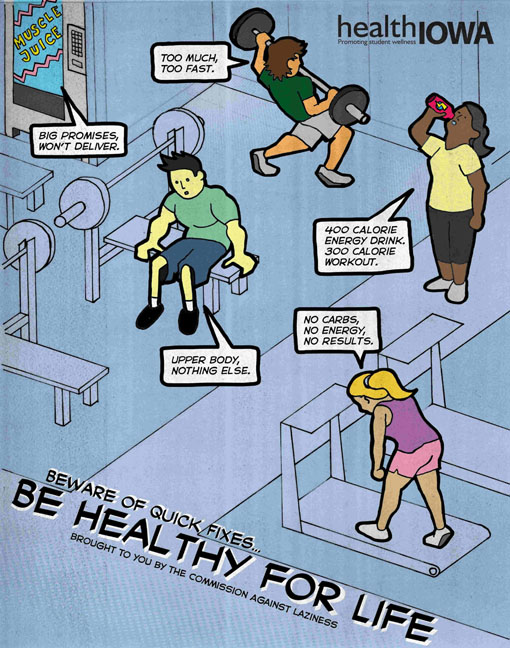 MUSCLE
JUICE
health IOWA
Promoting student wellness
TOO MUCH,
TOO FAST.
BIG PROMISES,
WON'T DELIVER.
400 CALORIE
ENERGY DRINK.
300 CALORIE
WORKOUT.
NO CARBS,
NO ENERGY,
NO RESULTS.
UPPER BODY,
NOTHING ELSE.
BEWARE OF QUICK FIXES...
BE HEALTHY FOR LIFE
BROUGHT TO YOU BY THE COMMISSION AGAINST LAZINESS